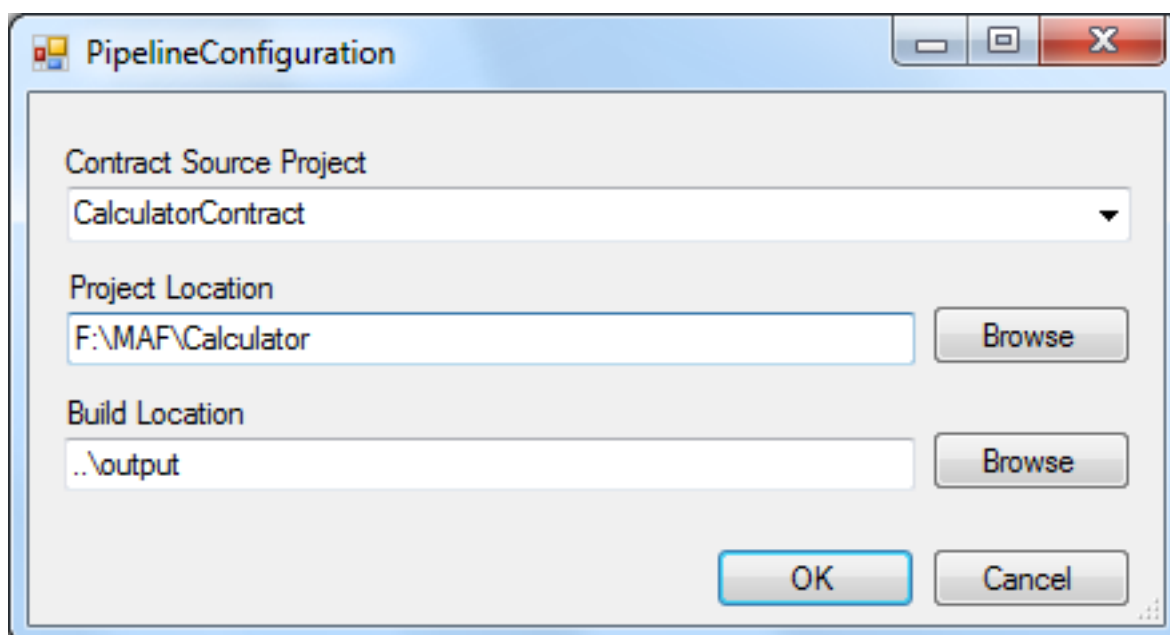 PipelineConfiguration
Contract Source Project
CalculatorContract
Project Location
F:\MAF\Calculator
Browse
Build Location
..\output
Browse
OK
Cancel